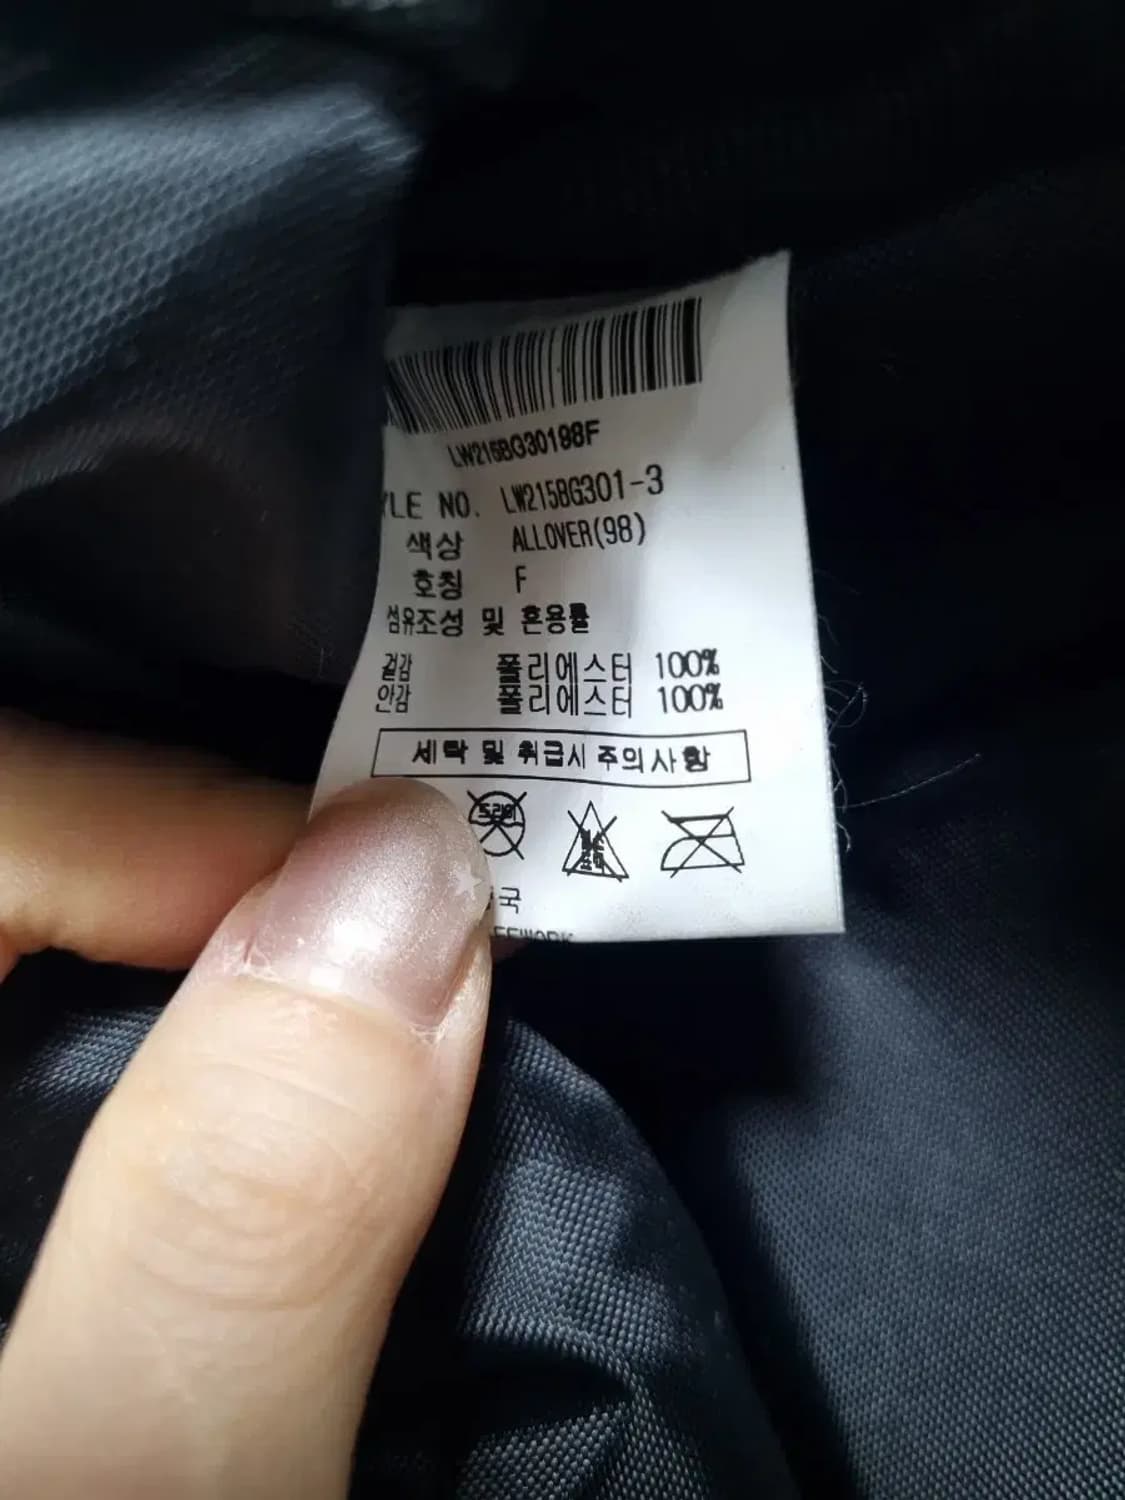 LW215BG30198F
YLE NO. LW215BG301-3
색상 ALLOVER(98)
호칭 F
섬유조성 및 혼용률
겉감 폴리에스터 100%
안감 폴리에스터 100%
세탁 및 취급시 주의사항
드라이
국